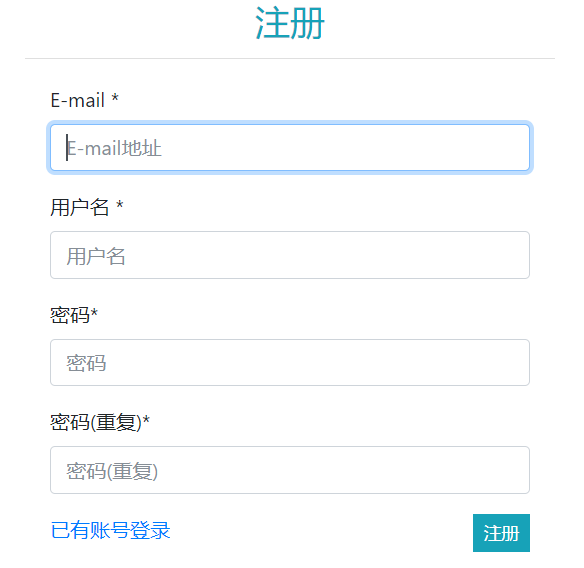 注册
E-mail *
E-mail地址
用户名 *
用户名
密码*
密码
密码(重复)*
密码(重复)
已有账号登录
注册